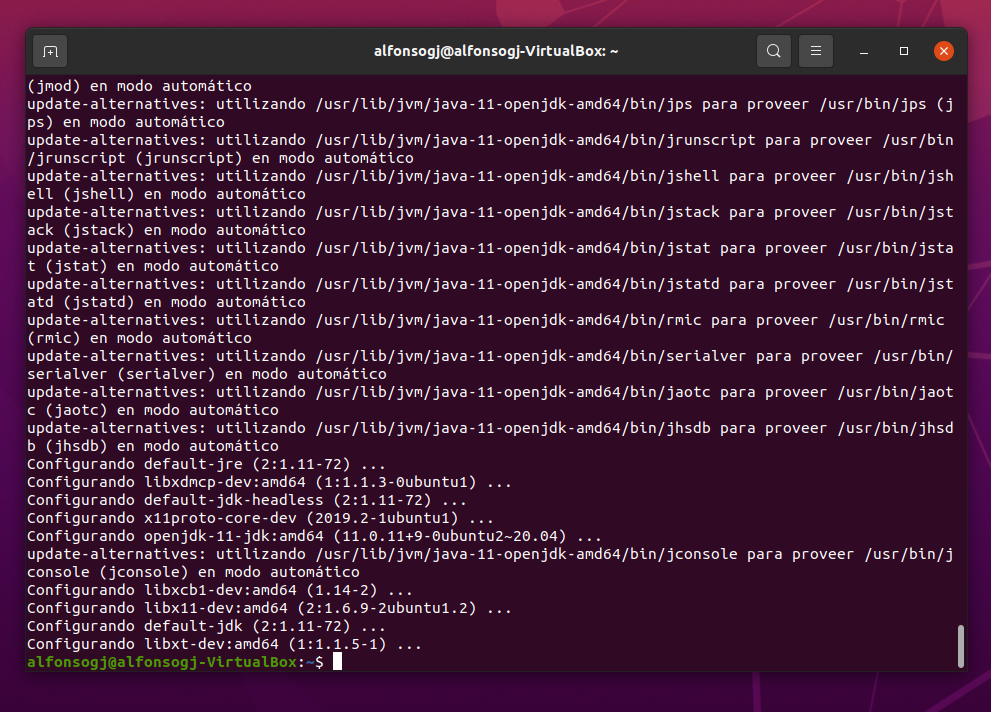 alfonsogj@alfonsogj-VirtualBox: ~
(jmod) en modo automático
update-alternatives: utilizando /usr/lib/jvm/java-11-openjdk-amd64/bin/jps para proveer /usr/bin/jps (j
ps) en modo automático
update-alternatives: utilizando /usr/lib/jvm/java-11-openjdk-amd64/bin/jrunscript para proveer /usr/bin
/jrunscript (jrunscript) en modo automático
update-alternatives: utilizando /usr/lib/jvm/java-11-openjdk-amd64/bin/jshell para proveer /usr/bin/jsh
ell (jshell) en modo automático
update-alternatives: utilizando /usr/lib/jvm/java-11-openjdk-amd64/bin/jstack para proveer /usr/bin/jst
ack (jstack) en modo automático
update-alternatives: utilizando /usr/lib/jvm/java-11-openjdk-amd64/bin/jstat para proveer /usr/bin/jsta
t (jstat) en modo automático
update-alternatives: utilizando /usr/lib/jvm/java-11-openjdk-amd64/bin/jstatd para proveer /usr/bin/jst
atd (jstatd) en modo automático
update-alternatives: utilizando /usr/lib/jvm/java-11-openjdk-amd64/bin/rmic para proveer /usr/bin/rmic
(rmic) en modo automático
update-alternatives: utilizando /usr/lib/jvm/java-11-openjdk-amd64/bin/serialver para proveer /usr/bin/
serialver (serialver) en modo automático
update-alternatives: utilizando /usr/lib/jvm/java-11-openjdk-amd64/bin/jaotc para proveer /usr/bin/jaot
c (jaotc) en modo automático
update-alternatives: utilizando /usr/lib/jvm/java-11-openjdk-amd64/bin/jhsdb para proveer /usr/bin/jhsd
b (jhsdb) en modo automático
Configurando default-jre (2:1.11-72) ...
Configurando libxdmcp-dev:amd64 (1:1.1.3-0ubuntu1) ...
Configurando default-jdk-headless (2:1.11-72) ...
Configurando x11proto-core-dev (2019.2-1ubuntu1) ...
Configurando openjdk-11-jdk:amd64 (11.0.11+9-0ubuntu2~20.04) ...
update-alternatives: utilizando /usr/lib/jvm/java-11-openjdk-amd64/bin/jconsole para proveer /usr/bin/j
console (jconsole) en modo automático
Configurando libxcb1-dev:amd64 (1.14-2) ...
Configurando libx11-dev:amd64 (2:1.6.9-2ubuntu1.2) ...
Configurando default-jdk (2:1.11-72) ...
Configurando libxt-dev:amd64 (1:1.1.5-1) ...
alfonsogj@alfonsogj-VirtualBox:~$